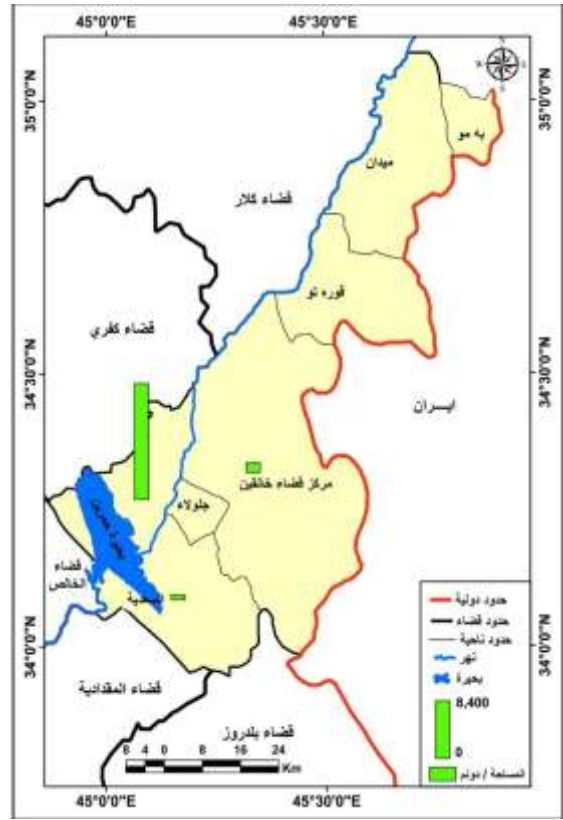 45°0'0"E
45°30'0"E
35°0'0"N
35°0'0"N
به مو
ميدان
قضاء كلار
قوره تو
قضاء كفري
34°30'0"N
34°30'0"N
ايران
مركز قضاء خانقين
جلولاء
بحيرة حمرين
قضاء
الخالص
السعدية
34°0'0"N
34°0'0"N
قضاء المقدادية
قضاء بلدروز
8 4 0 8 16 24
Km
حدود دولية
حدود قضاء
حدود ناحية
نهر
بحيرة
8,400
0
المساحة / دونم
45°0'0"E
45°30'0"E